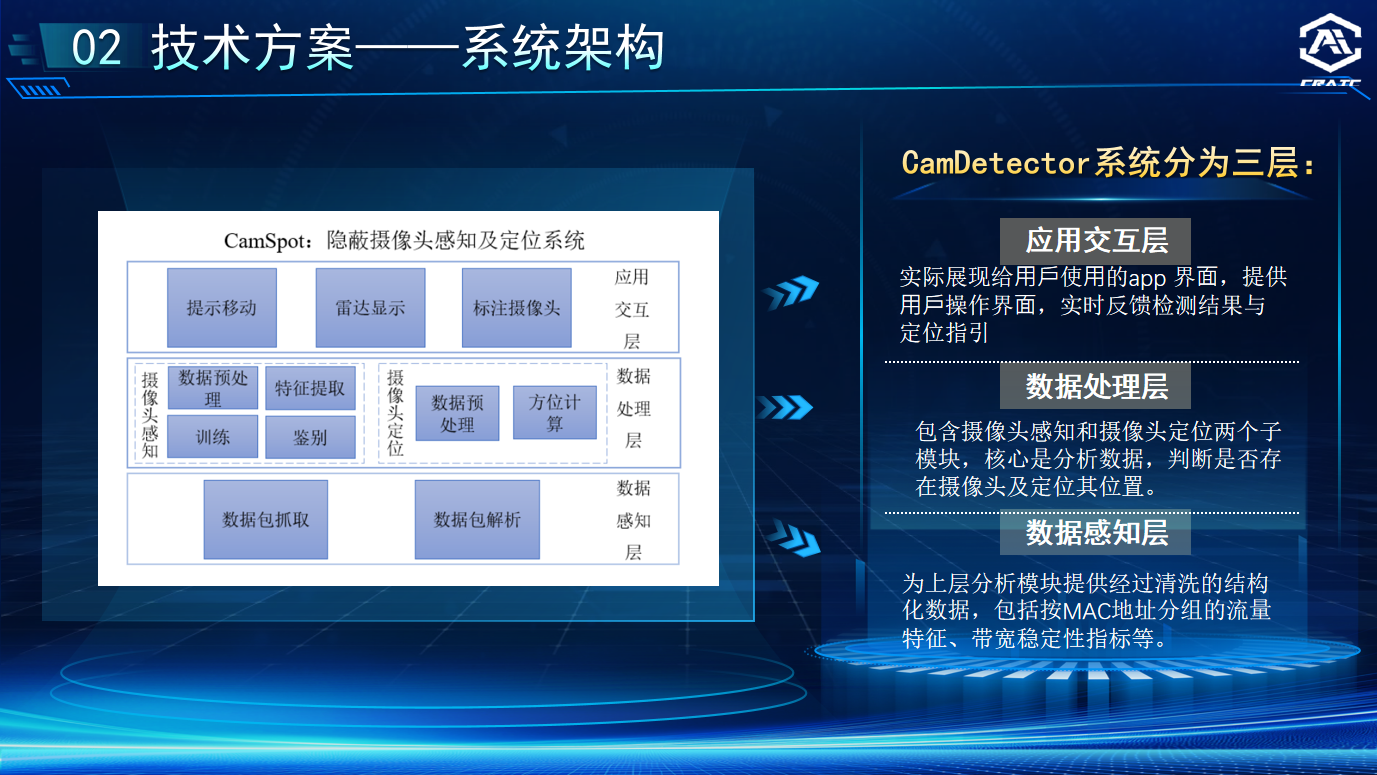 02 技术方案——系统架构
CRAIC
CamDetector系统分为三层：
CamSpot：隐蔽摄像头感知及定位系统
提示移动
雷达显示
标注摄像头
应用
交互
层
摄像头感知
数据预处
理
特征提取
训练
鉴别
摄像头定位
数据预
处理
方位计
算
数据
处理
层
数据包抓取
数据包解析
数据
感知
层
应用交互层
实际展现给用戶使用的app 界面，提供
用戶操作界面，实时反馈检测结果与
定位指引
数据处理层
包含摄像头感知和摄像头定位两个子
模块，核心是分析数据，判断是否存
在摄像头及定位其位置。
数据感知层
为上层分析模块提供经过清洗的结构
化数据，包括按MAC地址分组的流量
特征、带宽稳定性指标等。